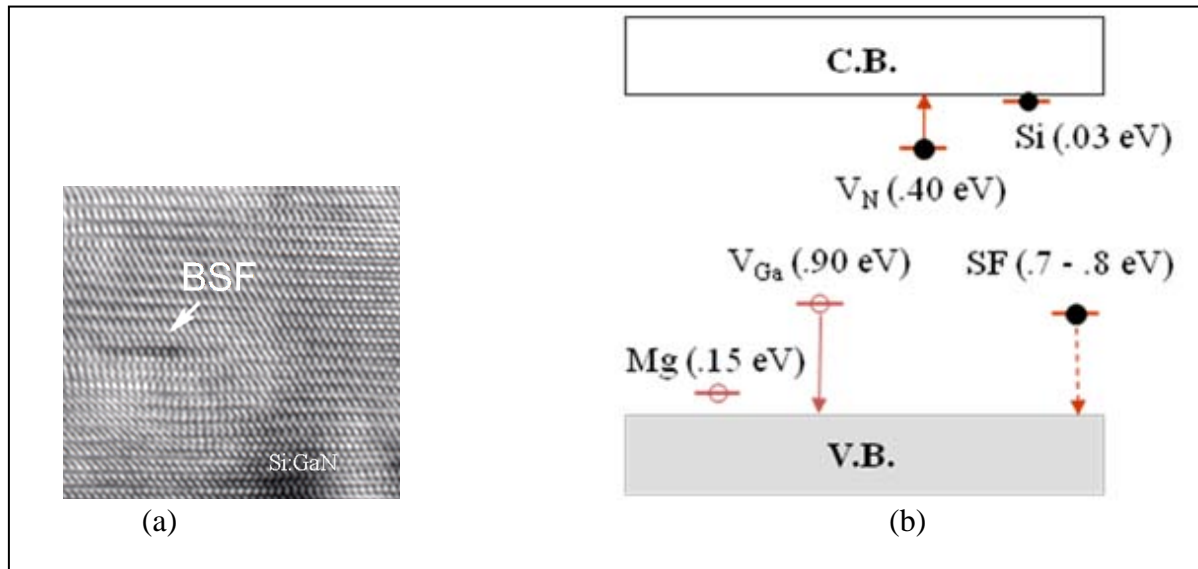 BSF
Si:GaN
(a)
C.B.
Si (.03 eV)
V_N (.40 eV)
V_Ga (.90 eV)
SF (.7 - .8 eV)
Mg (.15 eV)
V.B.
(b)